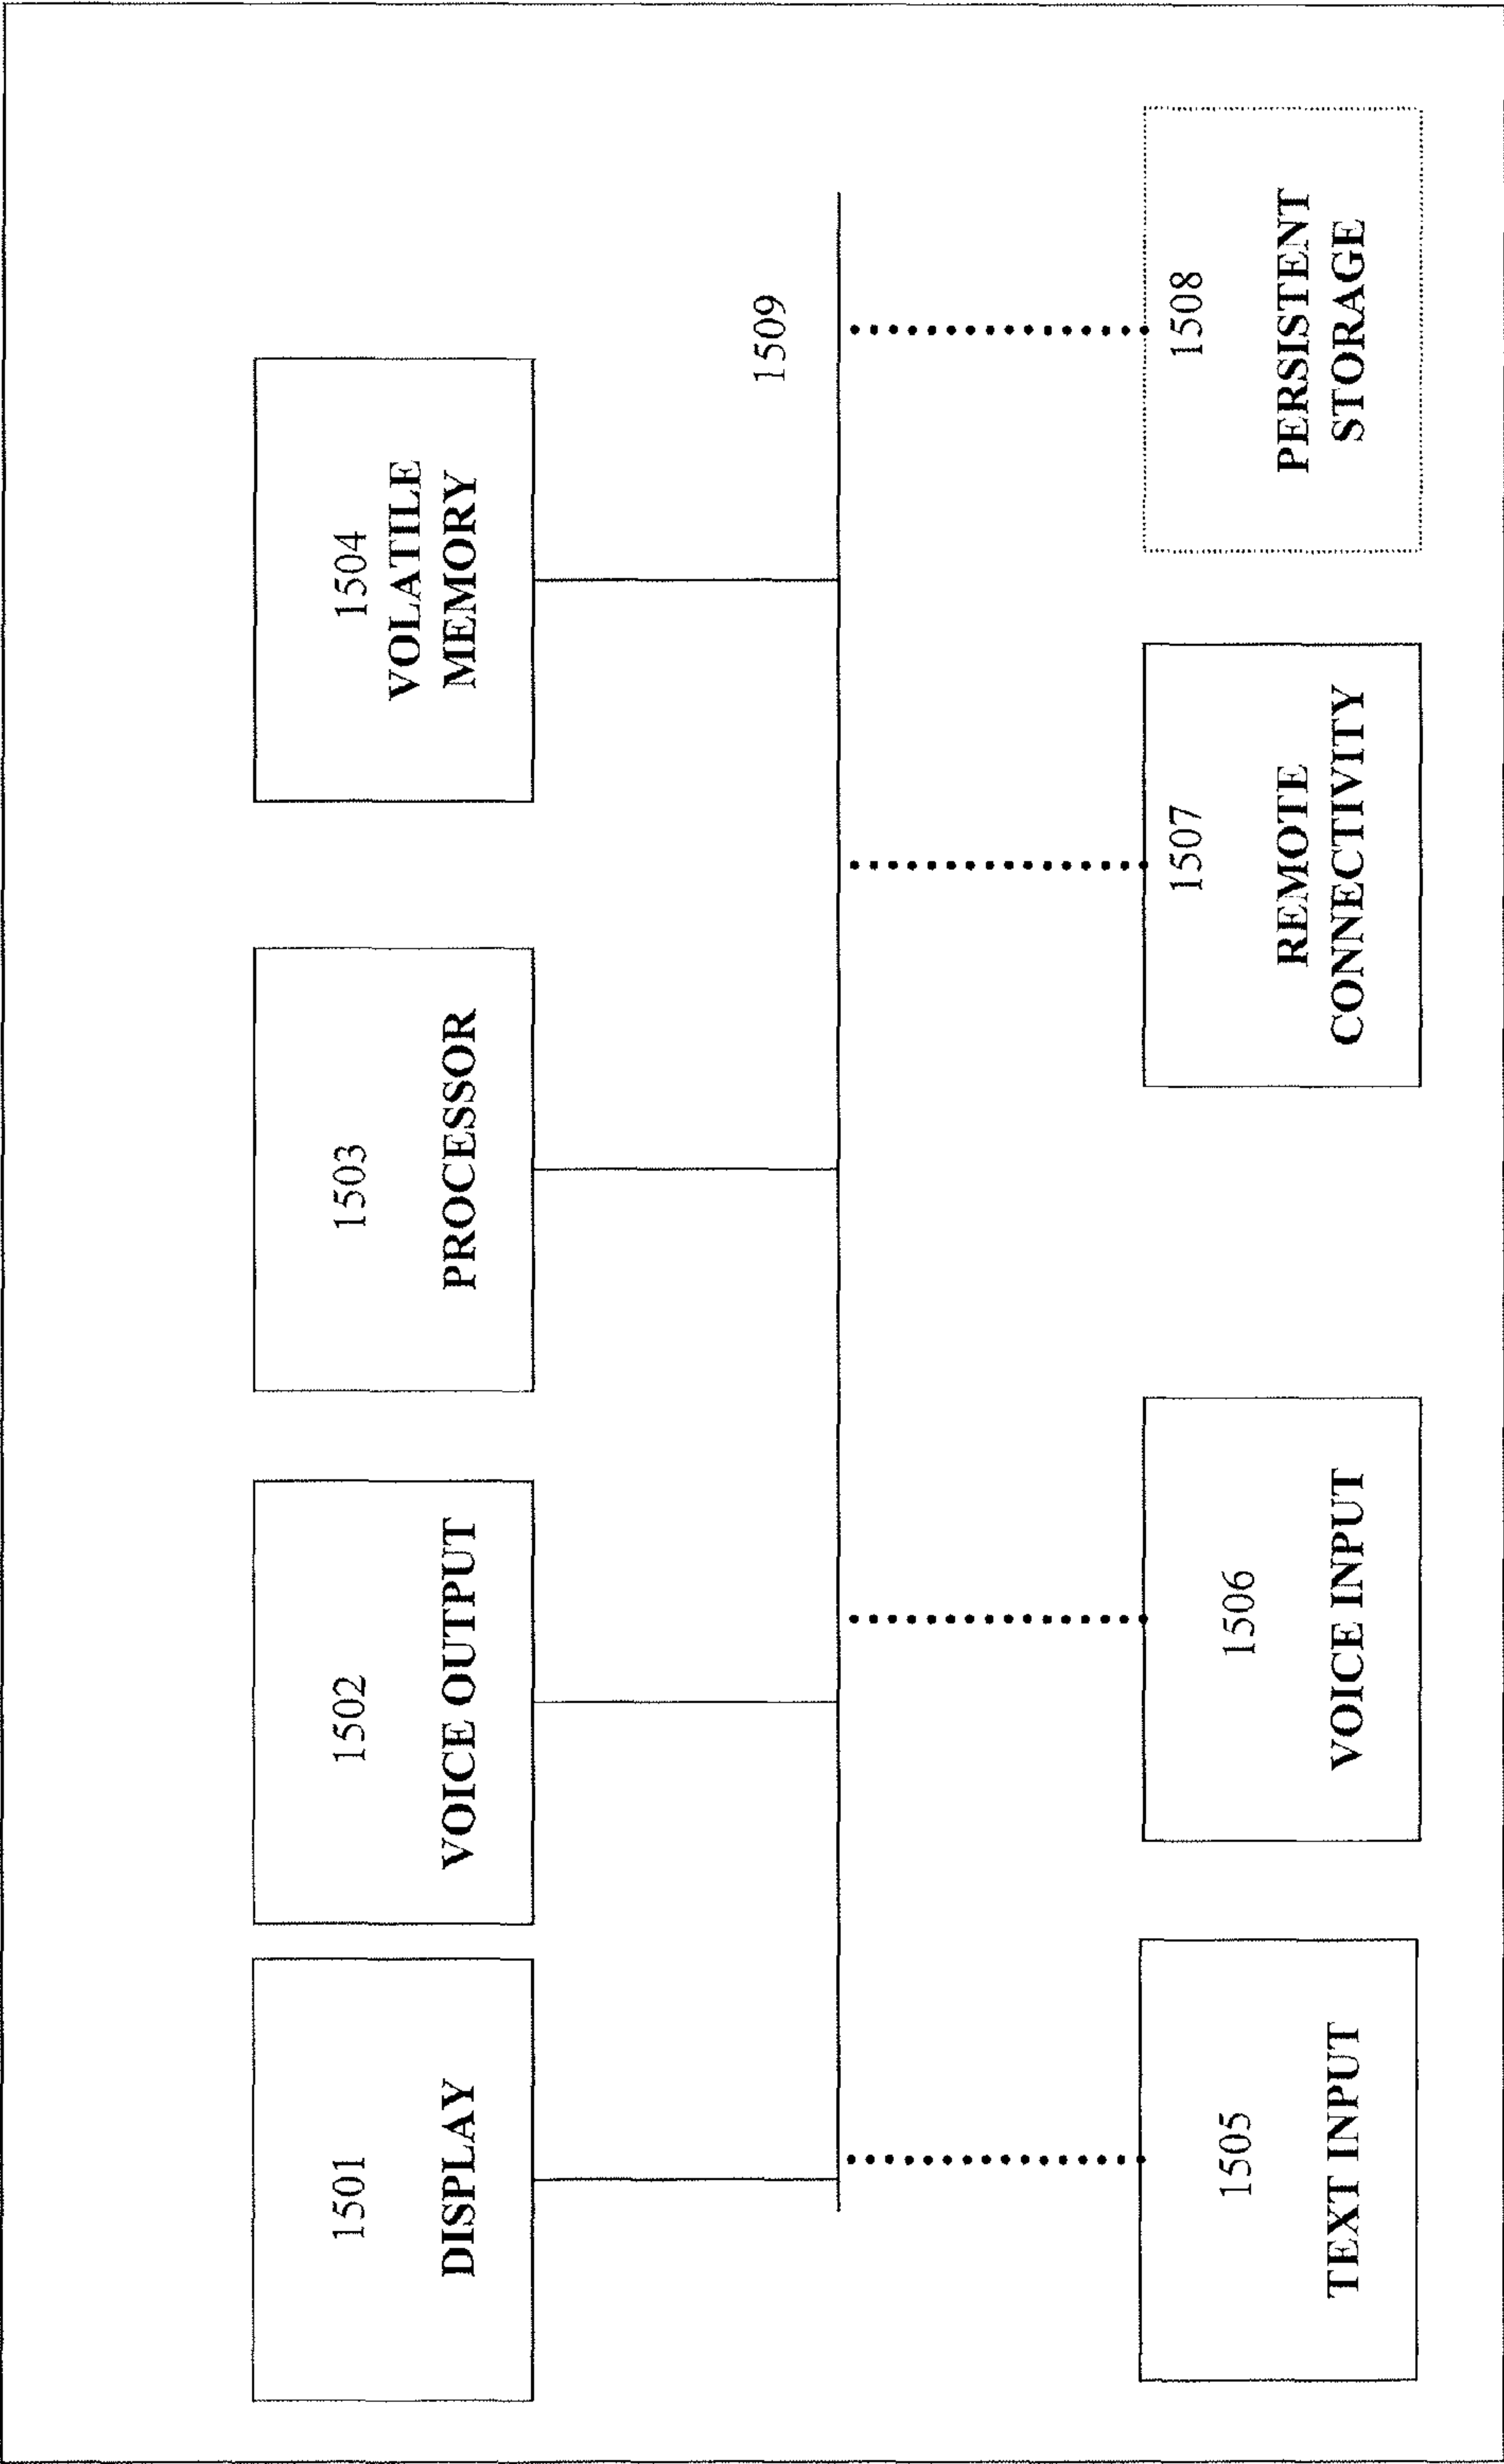 1501
DISPLAY
1502
VOICE OUTPUT
1503
PROCESSOR
1504
VOLATILE
MEMORY
1509
1505
TEXT INPUT
1506
VOICE INPUT
1507
REMOTE
CONNECTIVITY
1508
PERSISTENT
STORAGE